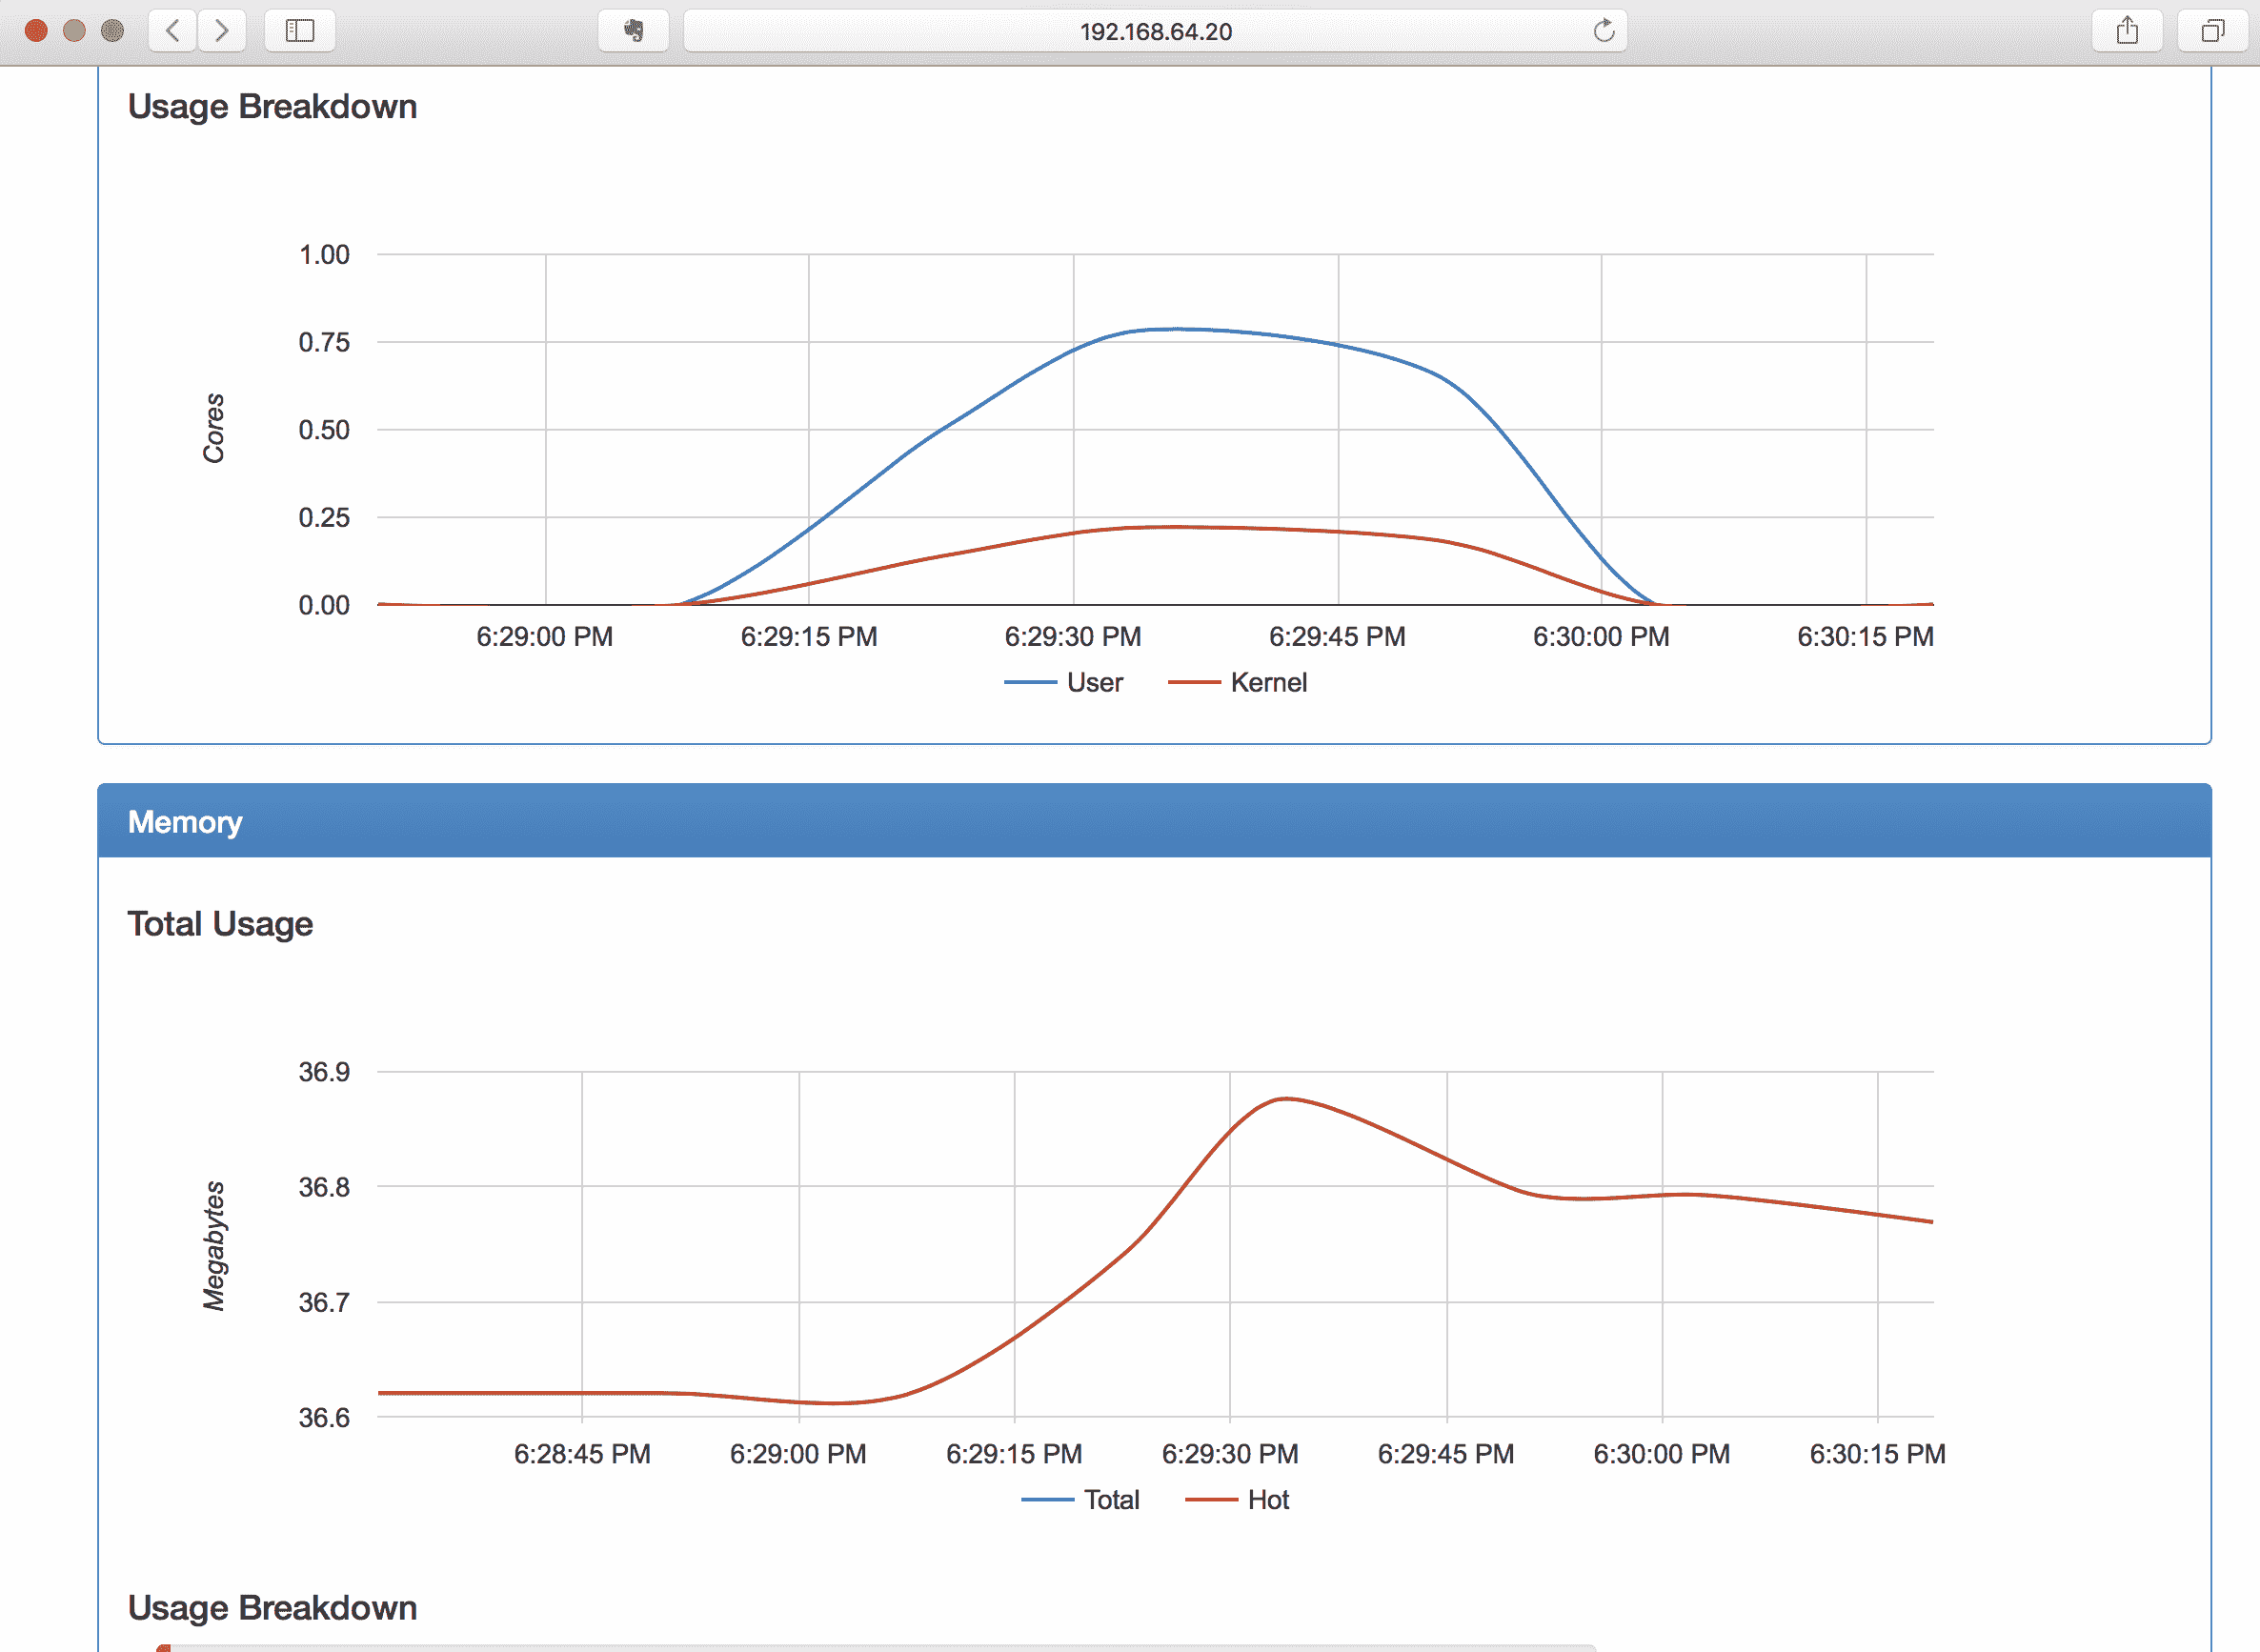 192.168.64.20
Usage Breakdown
1.00
0.75
0.50
0.25
0.00
Cores
6:29:00 PM 6:29:15 PM 6:29:30 PM 6:29:45 PM 6:30:00 PM 6:30:15 PM
User Kernel
Memory
Total Usage
36.9
36.8
36.7
36.6
Megabytes
6:28:45 PM 6:29:00 PM 6:29:15 PM 6:29:30 PM 6:29:45 PM 6:30:00 PM 6:30:15 PM
Total Hot
Usage Breakdown